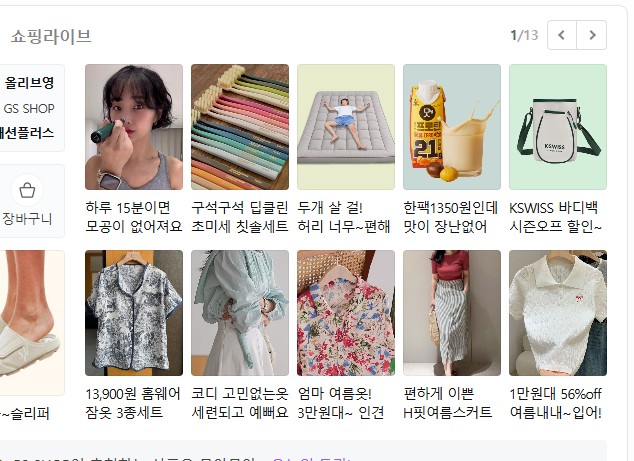 쇼핑라이브
1/13
올리브영
GS SHOP
패션플러스
장바구니
하루 15분이면
모공이 없어져요
구석구석 딥클린
초미세 칫솔세트
두개 살 걸!
허리 너무~편해
21
한팩1350원인데
맛이 장난없어
KSWISS
KSWISS 바디백
시즌오프 할인~
~슬리퍼
13,900원 홈웨어
잠옷 3종세트
코디 고민없는옷
세련되고 예뻐요
엄마 여름옷!
3만원대~ 인견
편하게 이쁜
H핏여름스커트
1만원대 56%off
여름내내~입어!